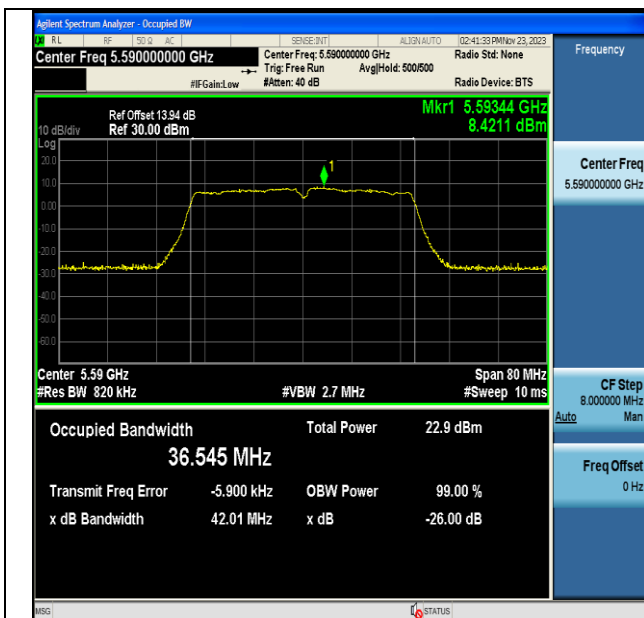 Agilent Spectrum Analyzer - Occupied BW
RL RF 50 Ω AC SENSE:INT ALIGN AUTO 02:41:33 PM Nov 23, 2023
Center Freq 5.590000000 GHz Center Freq: 5.590000000 GHz Radio Std: None
Trig: Free Run Avg|Hold: 500/500
#IFGain:Low #Atten: 40 dB Radio Device: BTS
Mkr1 5.59344 GHz
8.4211 dBm
Ref Offset 13.94 dB
10 dB/div Ref 30.00 dBm
Log
20.0
10.0
0.00
-10.0
-20.0
-30.0
-40.0
-50.0
-60.0
1
Center 5.59 GHz Span 80 MHz
#Res BW 820 kHz #VBW 2.7 MHz #Sweep 10 ms
Occupied Bandwidth Total Power 22.9 dBm
36.545 MHz
Transmit Freq Error -5.900 kHz OBW Power 99.00 %
x dB Bandwidth 42.01 MHz x dB -26.00 dB
MSG STATUS
Frequency
Center Freq
5.590000000 GHz
CF Step
8.000000 MHz
Auto Man
Freq Offset
0 Hz